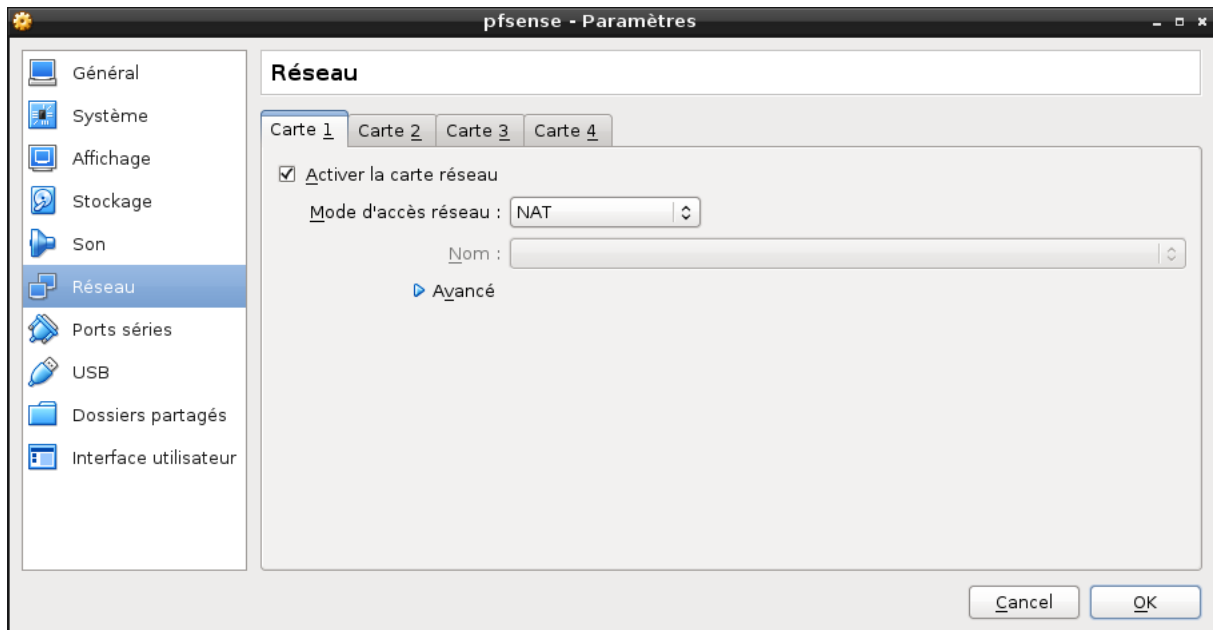 pfsense - Paramètres
Général
Système
Affichage
Stockage
Son
Réseau
Ports séries
USB
Dossiers partagés
Interface utilisateur
Réseau
Carte 1 Carte 2 Carte 3 Carte 4
Activer la carte réseau
Mode d'accès réseau : NAT
Nom :
Avancé
Cancel OK